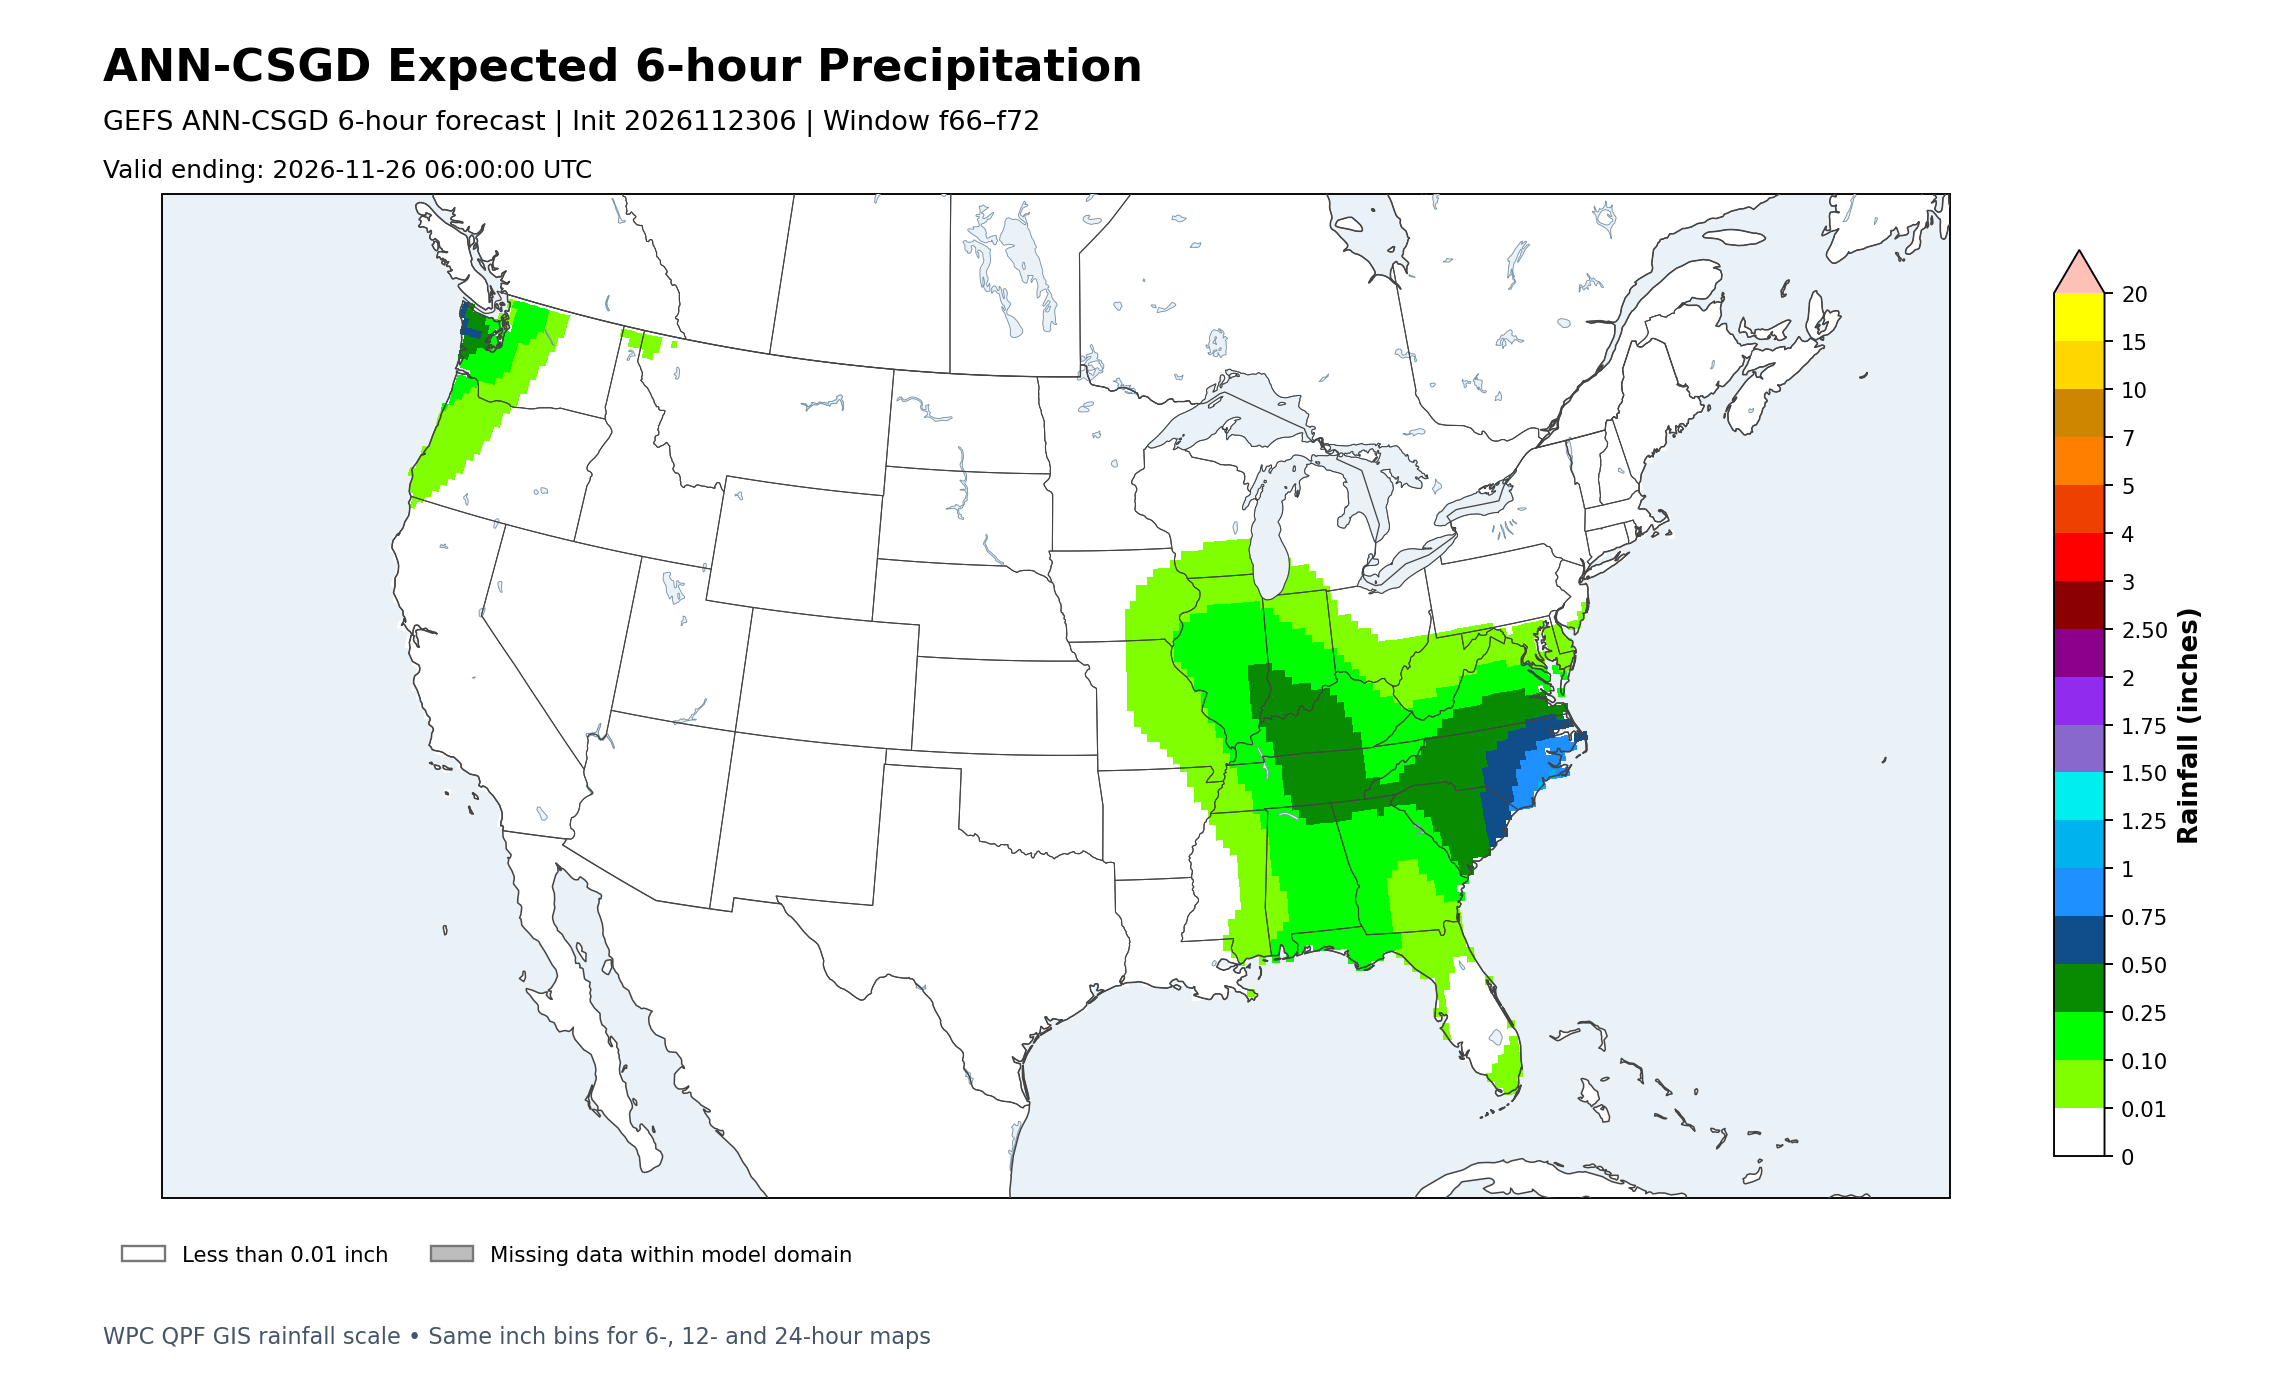 ANN-CSGD Expected 6-hour Precipitation
GEFS ANN-CSGD 6-hour forecast | Init 2026112306 | Window f66–f72
Valid ending: 2026-11-26 06:00:00 UTC
20
15
10
7
5
4
3
2.50
2
1.75
1.50
1.25
1
0.75
0.50
0.25
0.10
0.01
0
Rainfall (inches)
Less than 0.01 inch
Missing data within model domain
WPC QPF GIS rainfall scale • Same inch bins for 6-, 12- and 24-hour maps